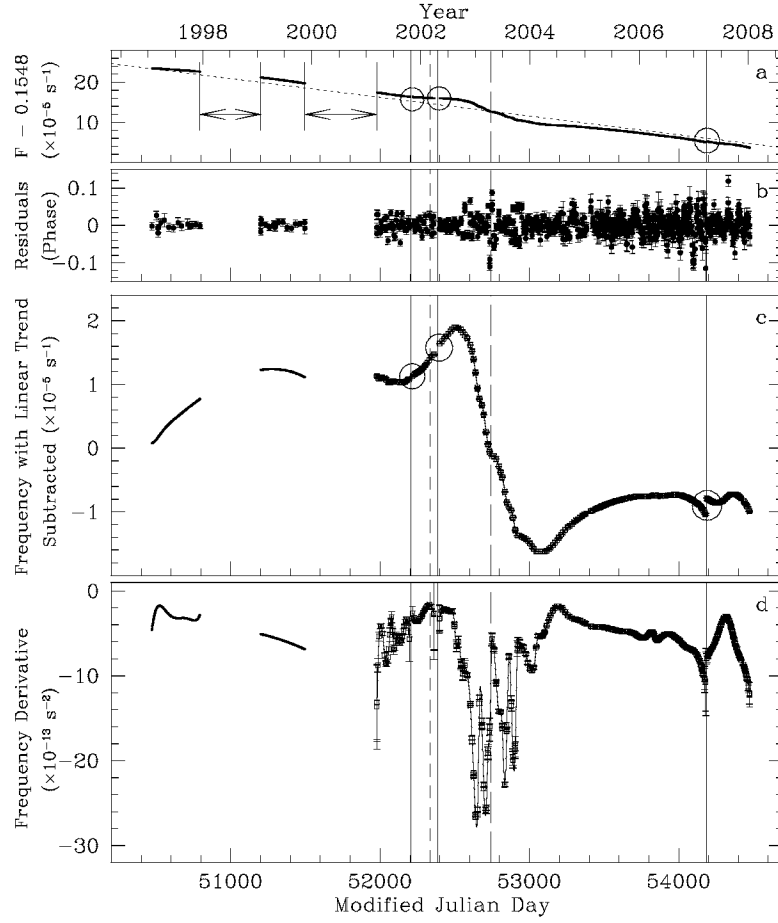 Year
1998 2000 2002 2004 2006 2008
F − 0.1548
(×10⁻⁵ s⁻¹)
20
10
a
Residuals
(Phase)
0.1
0
−0.1
b
Frequency with Linear Trend
Subtracted (×10⁻⁵ s⁻¹)
2
1
0
−1
c
Frequency Derivative
(×10⁻¹³ s⁻²)
0
−10
−20
−30
d
51000 52000 53000 54000
Modified Julian Day